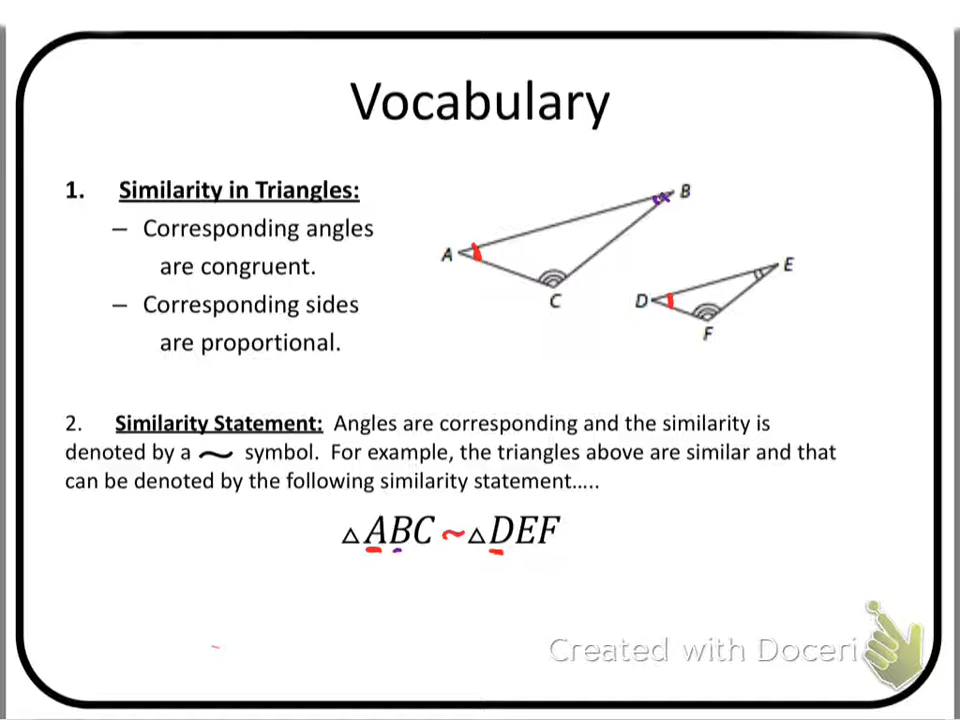 Vocabulary
1. Similarity in Triangles:
– Corresponding angles
are congruent.
– Corresponding sides
are proportional.
A
B
C
D
E
F
2. Similarity Statement: Angles are corresponding and the similarity is
denoted by a ~ symbol. For example, the triangles above are similar and that
can be denoted by the following similarity statement…..
△ABC ~ △DEF
Created with Doceri